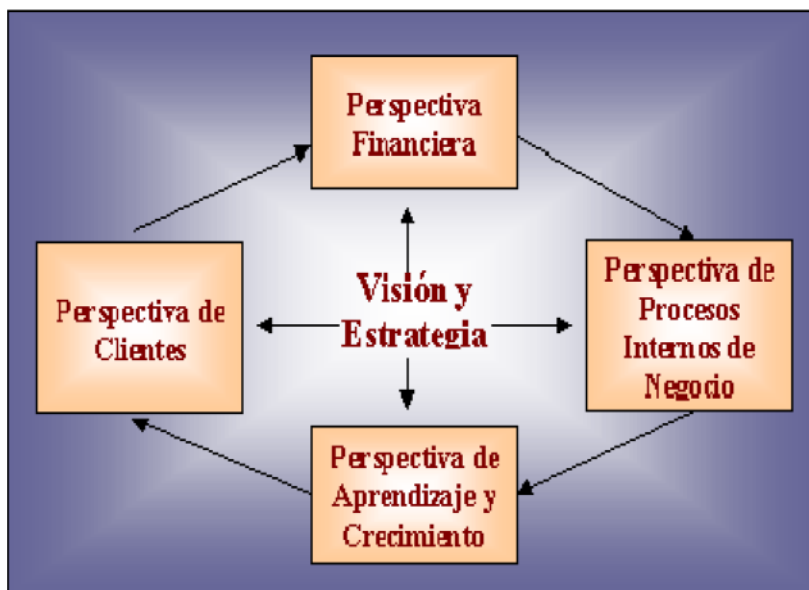 Perspectiva
Financiera
Perspectiva de
Clientes
Visión y
Estrategia
Perspectiva de
Procesos
Internos de
Negocio
Perspectiva de
Aprendizaje y
Crecimiento